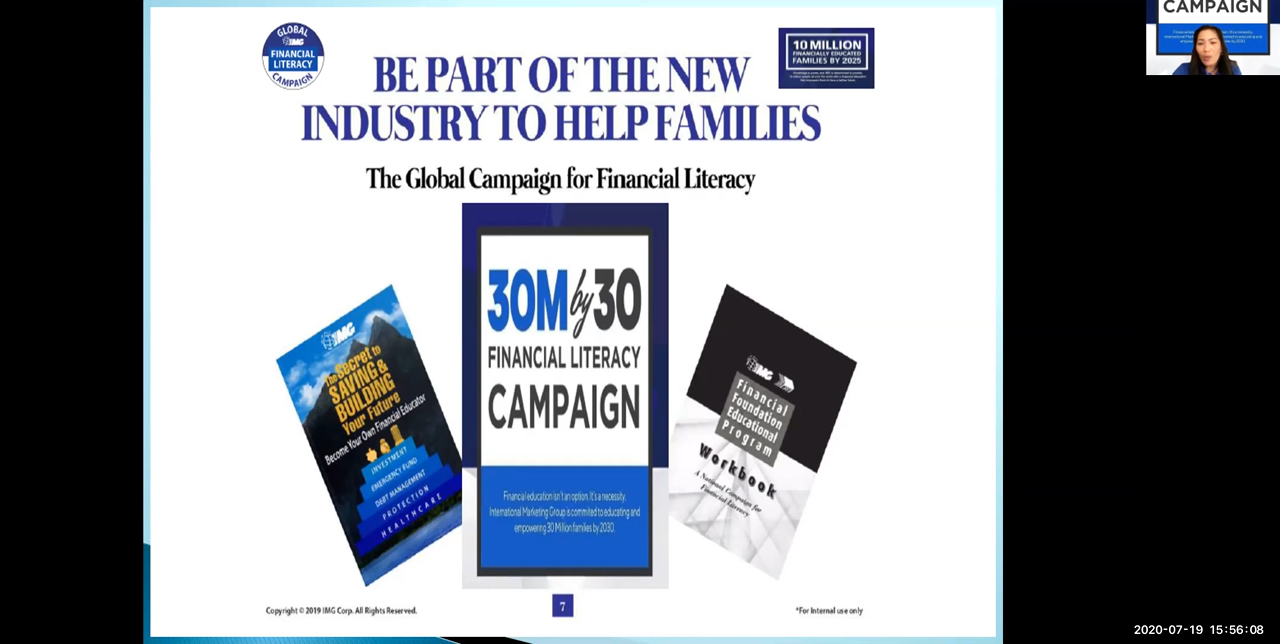 GLOBAL
IMG
FINANCIAL
LITERACY
CAMPAIGN
BE PART OF THE NEW
INDUSTRY TO HELP FAMILIES
10 MILLION
FINANCIALLY EDUCATED
FAMILIES BY 2025
CAMPAIGN
The Global Campaign for Financial Literacy
IMG
The Secret to
SAVING &
BUILDING
Your Future
Become Your Own Financial Educator
INVESTMENT
EMERGENCY FUND
DEBT MANAGEMENT
PROTECTION
HEALTHCARE
30M by 30
FINANCIAL LITERACY
CAMPAIGN
Financial education isn't an option. It's a necessity.
International Marketing Group is commited to educating and
empowering 30 Million families by 2030.
IMG
Financial
Foundation
Educational
Program
Workbook
A National Campaign for
Financial Literacy
Copyright © 2019 IMG Corp. All Rights Reserved.
7
*For Internal use only
2020-07-19 15:56:08